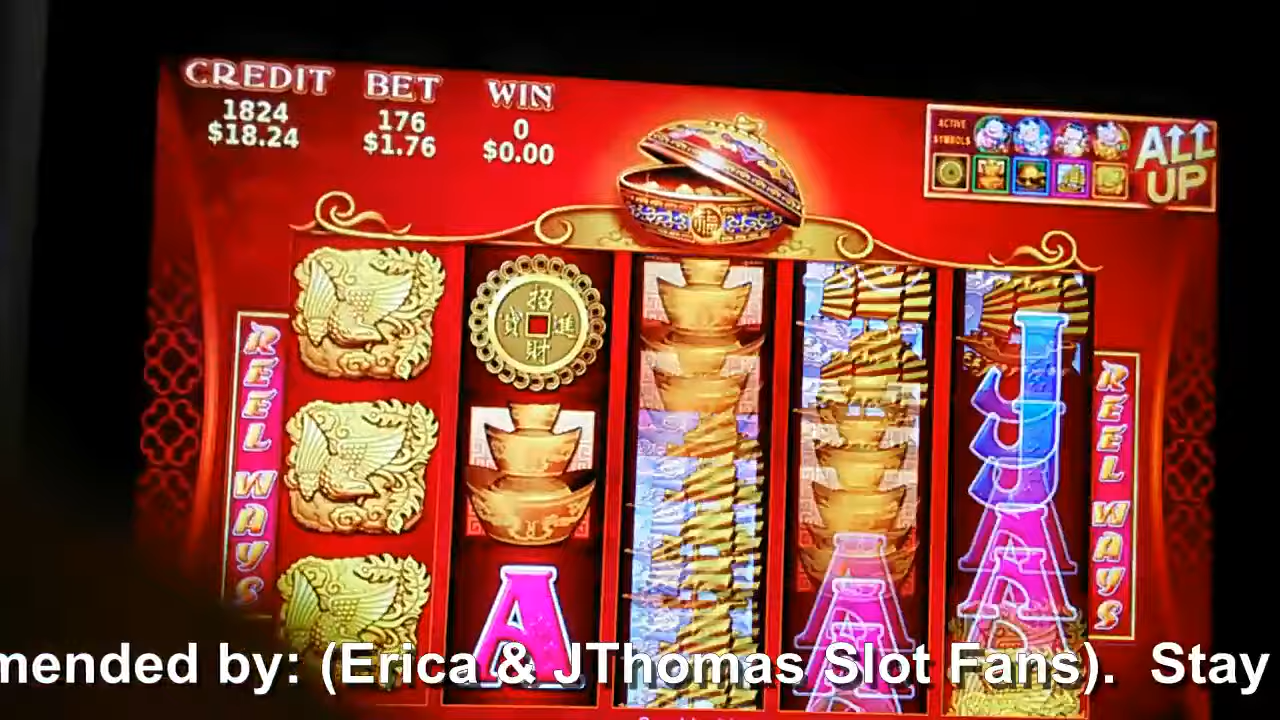 CREDIT
1824
$18.24
BET
176
$1.76
WIN
0
$0.00
ACTIVE
SYMBOLS
ALL
UP
福
REEL WAYS
招
寶 進
財
A
J
REEL WAYS
mended by: (Erica & JThomas Slot Fans). Stay